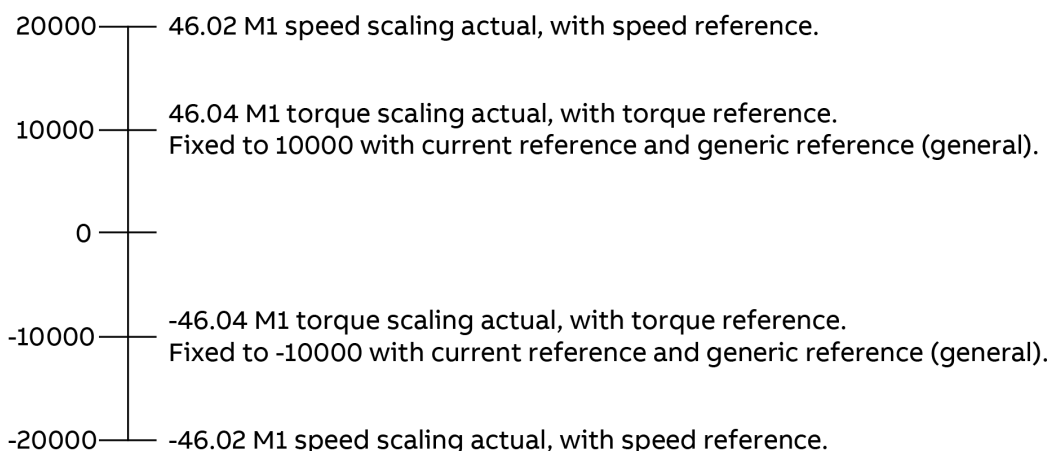 20000 46.02 M1 speed scaling actual, with speed reference.
46.04 M1 torque scaling actual, with torque reference.
10000
Fixed to 10000 with current reference and generic reference (general).
0
-46.04 M1 torque scaling actual, with torque reference.
-10000
Fixed to -10000 with current reference and generic reference (general).
-20000 -46.02 M1 speed scaling actual, with speed reference.